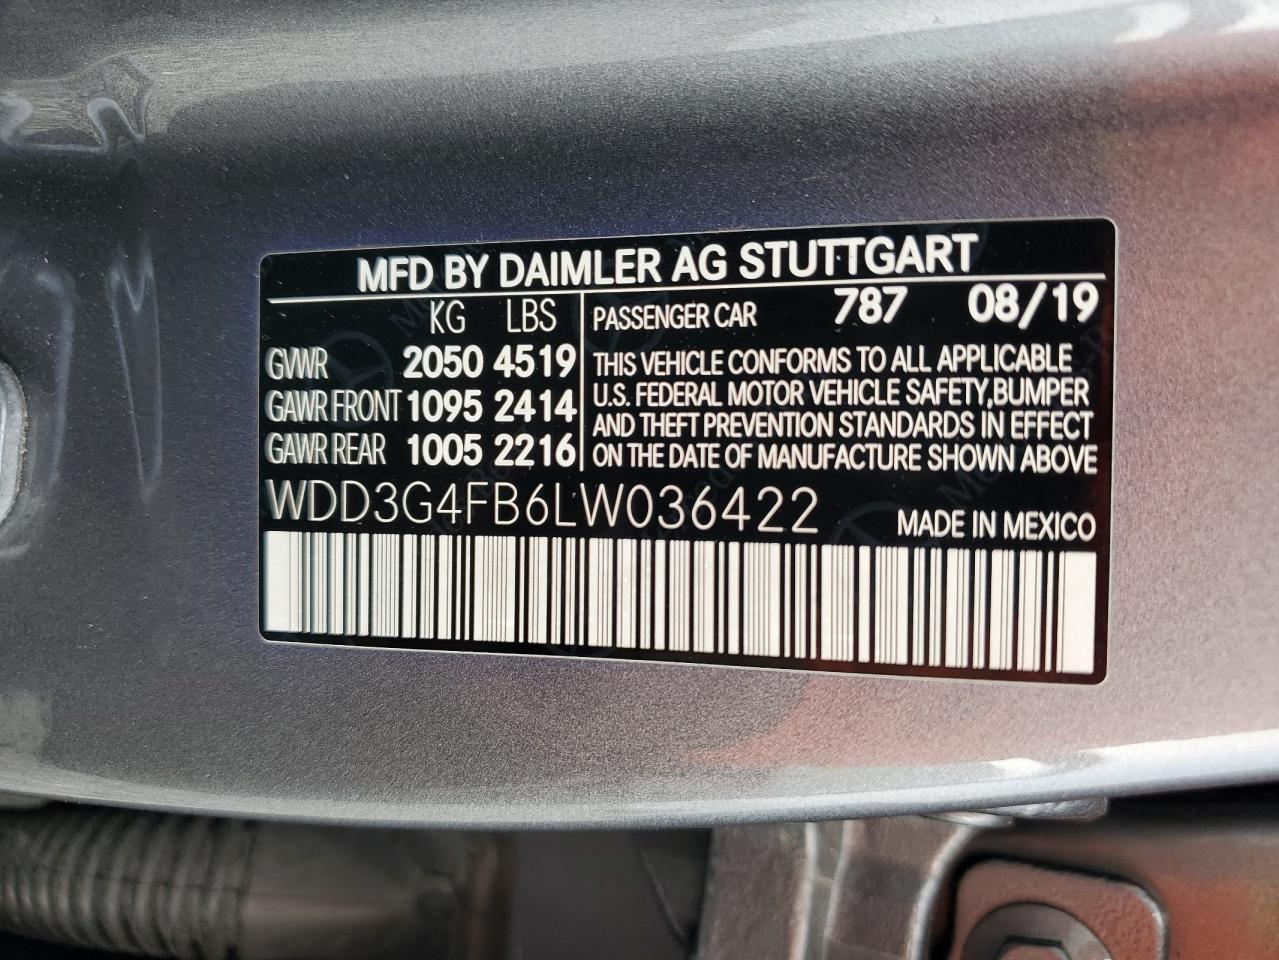 MFD BY DAIMLER AG STUTTGART
KG LBS
GVWR 2050 4519
GAWR FRONT 1095 2414
GAWR REAR 1005 2216
PASSENGER CAR 787 08/19
THIS VEHICLE CONFORMS TO ALL APPLICABLE
U.S. FEDERAL MOTOR VEHICLE SAFETY,BUMPER
AND THEFT PREVENTION STANDARDS IN EFFECT
ON THE DATE OF MANUFACTURE SHOWN ABOVE
WDD3G4FB6LW036422 MADE IN MEXICO